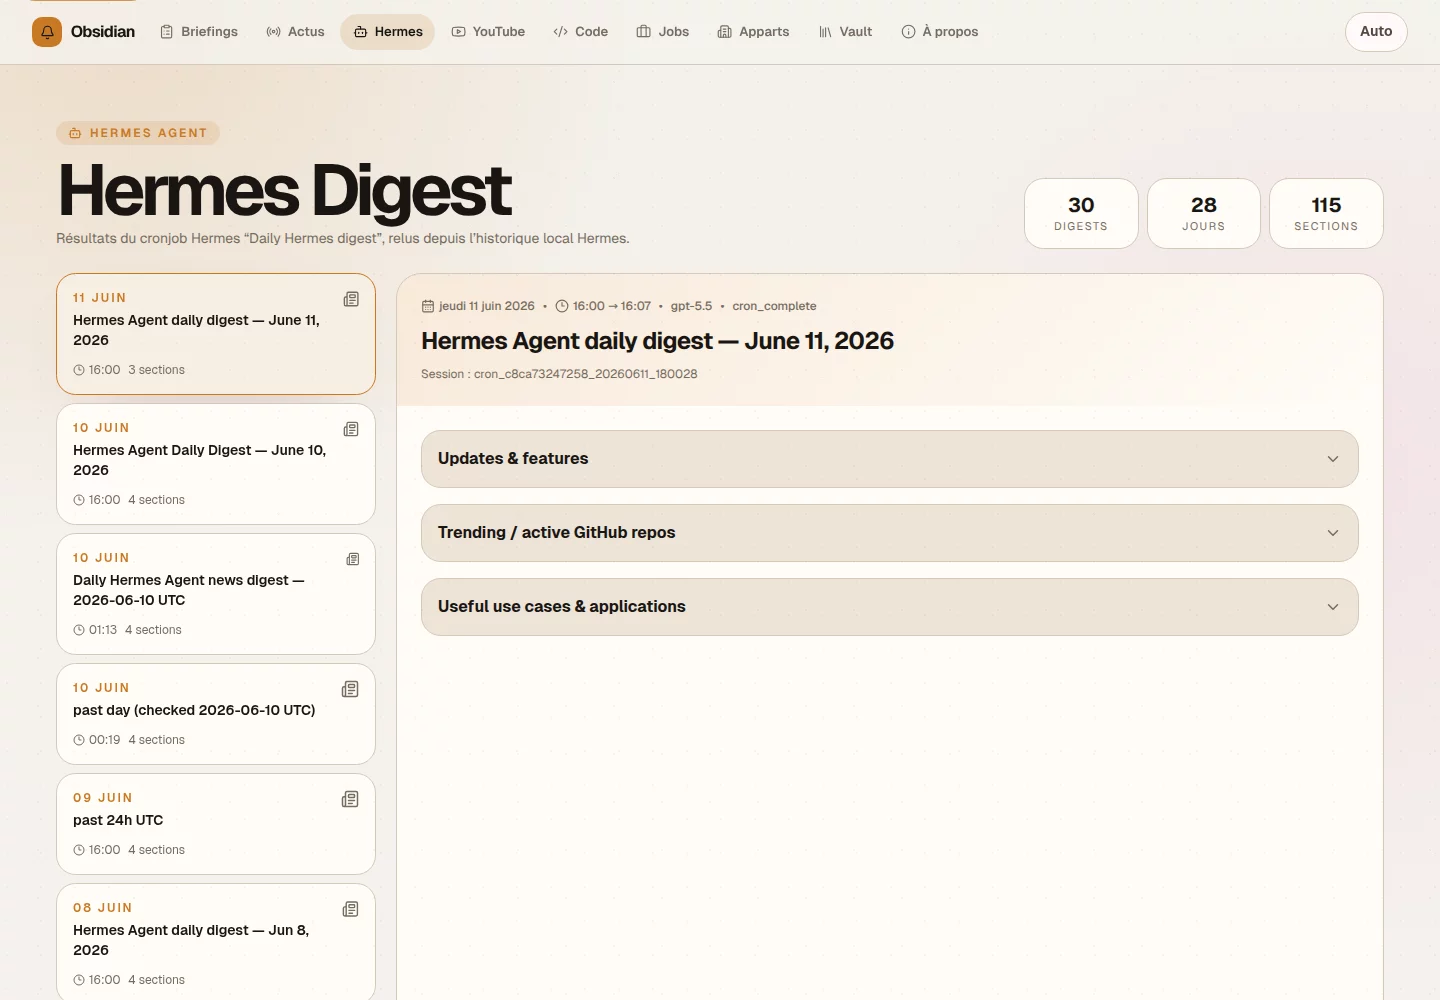 Obsidian
Briefings
Actus
Hermes
YouTube
Code
Jobs
Apparts
Vault
À propos
Auto
HERMES AGENT
Hermes Digest
Résultats du cronjob Hermes “Daily Hermes digest”, relus depuis l’historique local Hermes.
30
DIGESTS
28
JOURS
115
SECTIONS
11 JUIN
Hermes Agent daily digest — June 11,
2026
16:00 3 sections
10 JUIN
Hermes Agent Daily Digest — June 10,
2026
16:00 4 sections
10 JUIN
Daily Hermes Agent news digest —
2026-06-10 UTC
01:13 4 sections
10 JUIN
past day (checked 2026-06-10 UTC)
00:19 4 sections
09 JUIN
past 24h UTC
16:00 4 sections
08 JUIN
Hermes Agent daily digest — Jun 8,
2026
16:00 4 sections
jeudi 11 juin 2026 • 16:00 → 16:07 • gpt-5.5 • cron_complete
Hermes Agent daily digest — June 11, 2026
Session : cron_c8ca73247258_20260611_180028
Updates & features
Trending / active GitHub repos
Useful use cases & applications